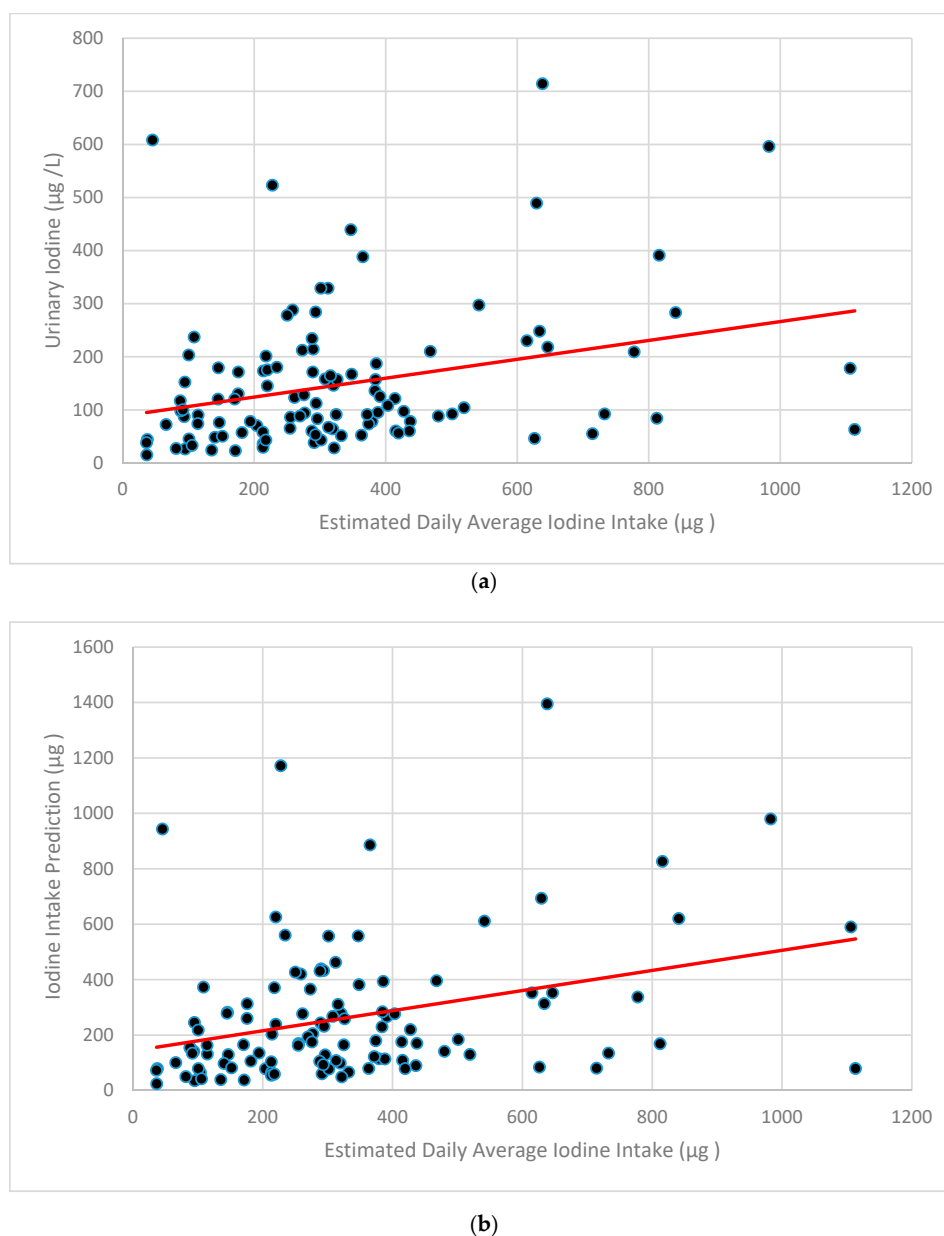 800
700
600
500
400
300
200
100
0
Urinary Iodine (µg /L)
0 200 400 600 800 1000 1200
Estimated Daily Average Iodine Intake (µg )
(a)
1600
1400
1200
1000
800
600
400
200
0
Iodine Intake Prediction (µg )
0 200 400 600 800 1000 1200
Estimated Daily Average Iodine Intake (µg )
(b)